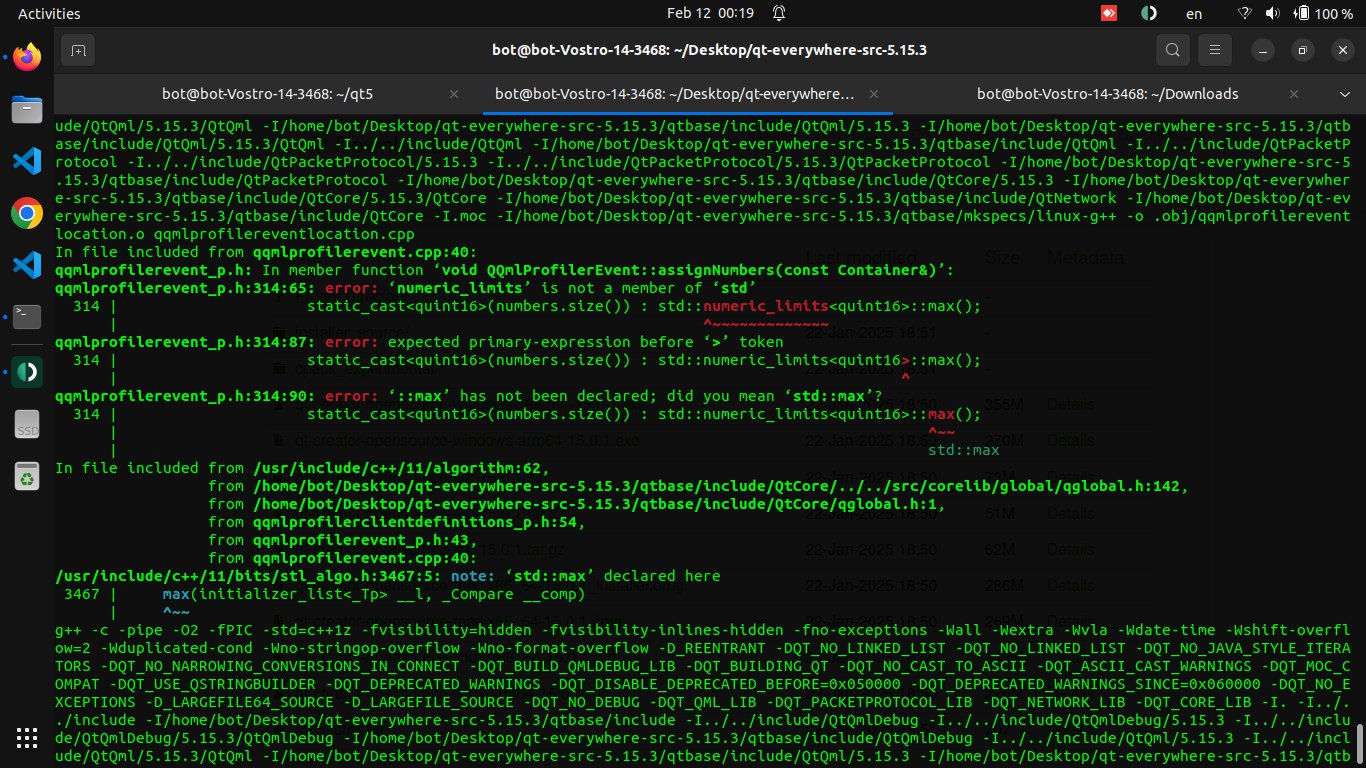 Activities
Feb 12 00:19
en
100 %
bot@bot-Vostro-14-3468: ~/Desktop/qt-everywhere-src-5.15.3
bot@bot-Vostro-14-3468: ~/qt5
bot@bot-Vostro-14-3468: ~/Desktop/qt-everywhere...
bot@bot-Vostro-14-3468: ~/Downloads
ude/QtQml/5.15.3/QtQml -I/home/bot/Desktop/qt-everywhere-src-5.15.3/qtbase/include/QtQml/5.15.3 -I/home/bot/Desktop/qt-everywhere-src-5.15.3/qtb
ase/include/QtQml/5.15.3/QtQml -I../../include/QtQml -I/home/bot/Desktop/qt-everywhere-src-5.15.3/qtbase/include/QtQml -I../../include/QtPacketP
rotocol -I../../include/QtPacketProtocol/5.15.3 -I../../include/QtPacketProtocol/5.15.3/QtPacketProtocol -I/home/bot/Desktop/qt-everywhere-src-5
.15.3/qtbase/include/QtPacketProtocol -I/home/bot/Desktop/qt-everywhere-src-5.15.3/qtbase/include/QtCore/5.15.3 -I/home/bot/Desktop/qt-everywher
e-src-5.15.3/qtbase/include/QtCore/5.15.3/QtCore -I/home/bot/Desktop/qt-everywhere-src-5.15.3/qtbase/include/QtNetwork -I/home/bot/Desktop/qt-ev
erywhere-src-5.15.3/qtbase/include/QtCore -I.moc -I/home/bot/Desktop/qt-everywhere-src-5.15.3/qtbase/mkspecs/linux-g++ -o .obj/qqmlprofilerevent
location.o qqmlprofilereventlocation.cpp
In file included from qqmlprofilerevent.cpp:40:
qqmlprofilerevent_p.h: In member function ‘void QQmlProfilerEvent::assignNumbers(const Container&)’:
qqmlprofilerevent_p.h:314:65: error: ‘numeric_limits’ is not a member of ‘std’
314 | static_cast<quint16>(numbers.size()) : std::numeric_limits<quint16>::max();
| ^~~~~~~~~~~~~~
qqmlprofilerevent_p.h:314:87: error: expected primary-expression before ‘>’ token
314 | static_cast<quint16>(numbers.size()) : std::numeric_limits<quint16>::max();
| ^
qqmlprofilerevent_p.h:314:90: error: ‘::max’ has not been declared; did you mean ‘std::max’?
314 | static_cast<quint16>(numbers.size()) : std::numeric_limits<quint16>::max();
| ^~~
| std::max
In file included from /usr/include/c++/11/algorithm:62,
from /home/bot/Desktop/qt-everywhere-src-5.15.3/qtbase/include/QtCore/../../src/corelib/global/qglobal.h:142,
from /home/bot/Desktop/qt-everywhere-src-5.15.3/qtbase/include/QtCore/qglobal.h:1,
from qqmlprofilerclientdefinitions_p.h:54,
from qqmlprofilerevent_p.h:43,
from qqmlprofilerevent.cpp:40:
/usr/include/c++/11/bits/stl_algo.h:3467:5: note: ‘std::max’ declared here
3467 | max(initializer_list<_Tp> __l, _Compare __comp)
| ^~~
g++ -c -pipe -O2 -fPIC -std=c++1z -fvisibility=hidden -fvisibility-inlines-hidden -fno-exceptions -Wall -Wextra -Wvla -Wdate-time -Wshift-overfl
ow=2 -Wduplicated-cond -Wno-stringop-overflow -Wno-format-overflow -D_REENTRANT -DQT_NO_LINKED_LIST -DQT_NO_LINKED_LIST -DQT_NO_JAVA_STYLE_ITERA
TORS -DQT_NO_NARROWING_CONVERSIONS_IN_CONNECT -DQT_BUILD_QMLDEBUG_LIB -DQT_BUILDING_QT -DQT_NO_CAST_TO_ASCII -DQT_ASCII_CAST_WARNINGS -DQT_MOC_C
OMPAT -DQT_USE_QSTRINGBUILDER -DQT_DEPRECATED_WARNINGS -DQT_DISABLE_DEPRECATED_BEFORE=0x050000 -DQT_DEPRECATED_WARNINGS_SINCE=0x060000 -DQT_NO_E
XCEPTIONS -D_LARGEFILE64_SOURCE -D_LARGEFILE_SOURCE -DQT_NO_DEBUG -DQT_QML_LIB -DQT_PACKETPROTOCOL_LIB -DQT_NETWORK_LIB -DQT_CORE_LIB -I. -I../.
./include -I/home/bot/Desktop/qt-everywhere-src-5.15.3/qtbase/include -I../../include/QtQmlDebug -I../../include/QtQmlDebug/5.15.3 -I../../inclu
de/QtQmlDebug/5.15.3/QtQmlDebug -I/home/bot/Desktop/qt-everywhere-src-5.15.3/qtbase/include/QtQmlDebug -I../../include/QtQml/5.15.3 -I../../incl
ude/QtQml/5.15.3/QtQml -I/home/bot/Desktop/qt-everywhere-src-5.15.3/qtbase/include/QtQml/5.15.3 -I/home/bot/Desktop/qt-everywhere-src-5.15.3/qtb